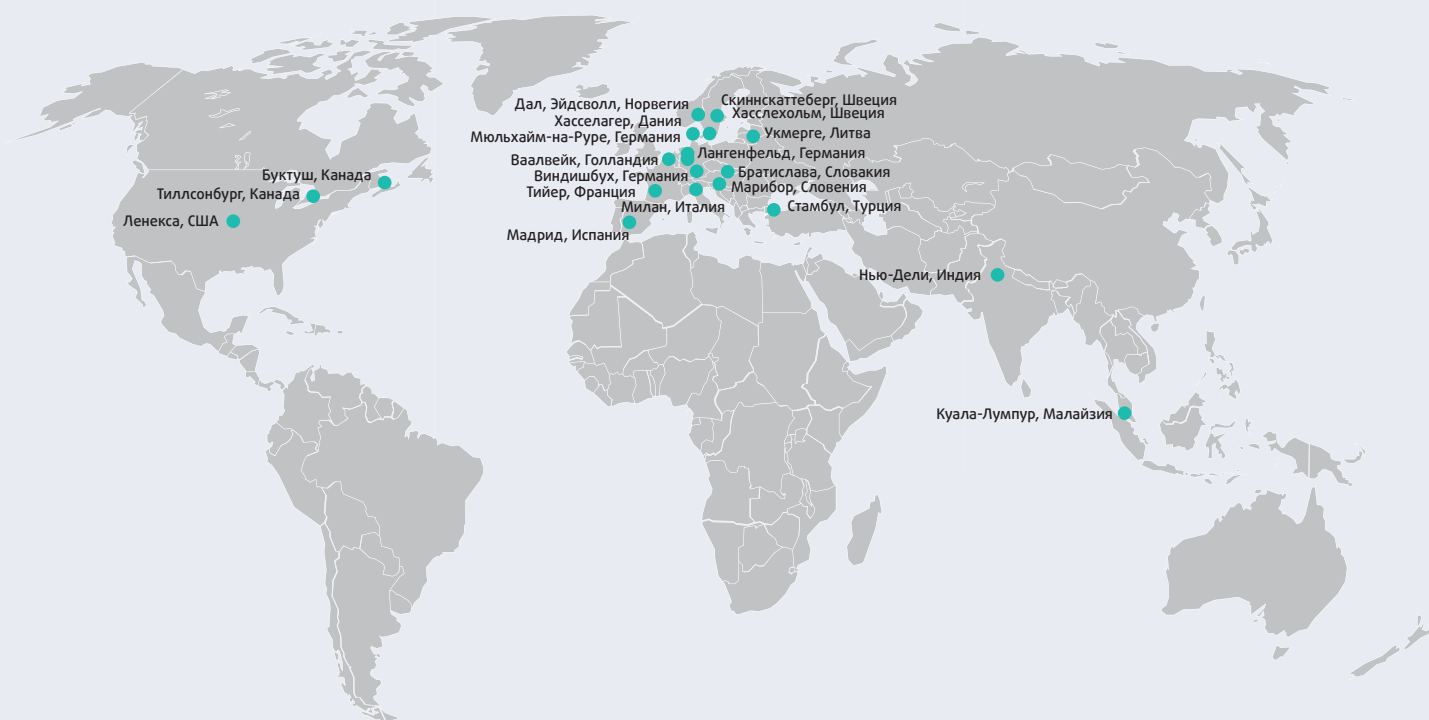 Скиннскаттеберг, Швеция
Дал, Эйдсволл, Норвегия
Хасслехольм, Швеция
Хасселагер, Дания
Укмерге, Литва
Мюльхайм-на-Руре, Германия
Лангенфельд, Германия
Ваалвейк, Голландия
Братислава, Словакия
Виндишбух, Германия
Буктуш, Канада
Марибор, Словения
Тийер, Франция
Тиллсонбург, Канада
Милан, Италия
Стамбул, Турция
Ленекса, США
Мадрид, Испания
Нью-Дели, Индия
Куала-Лумпур, Малайзия